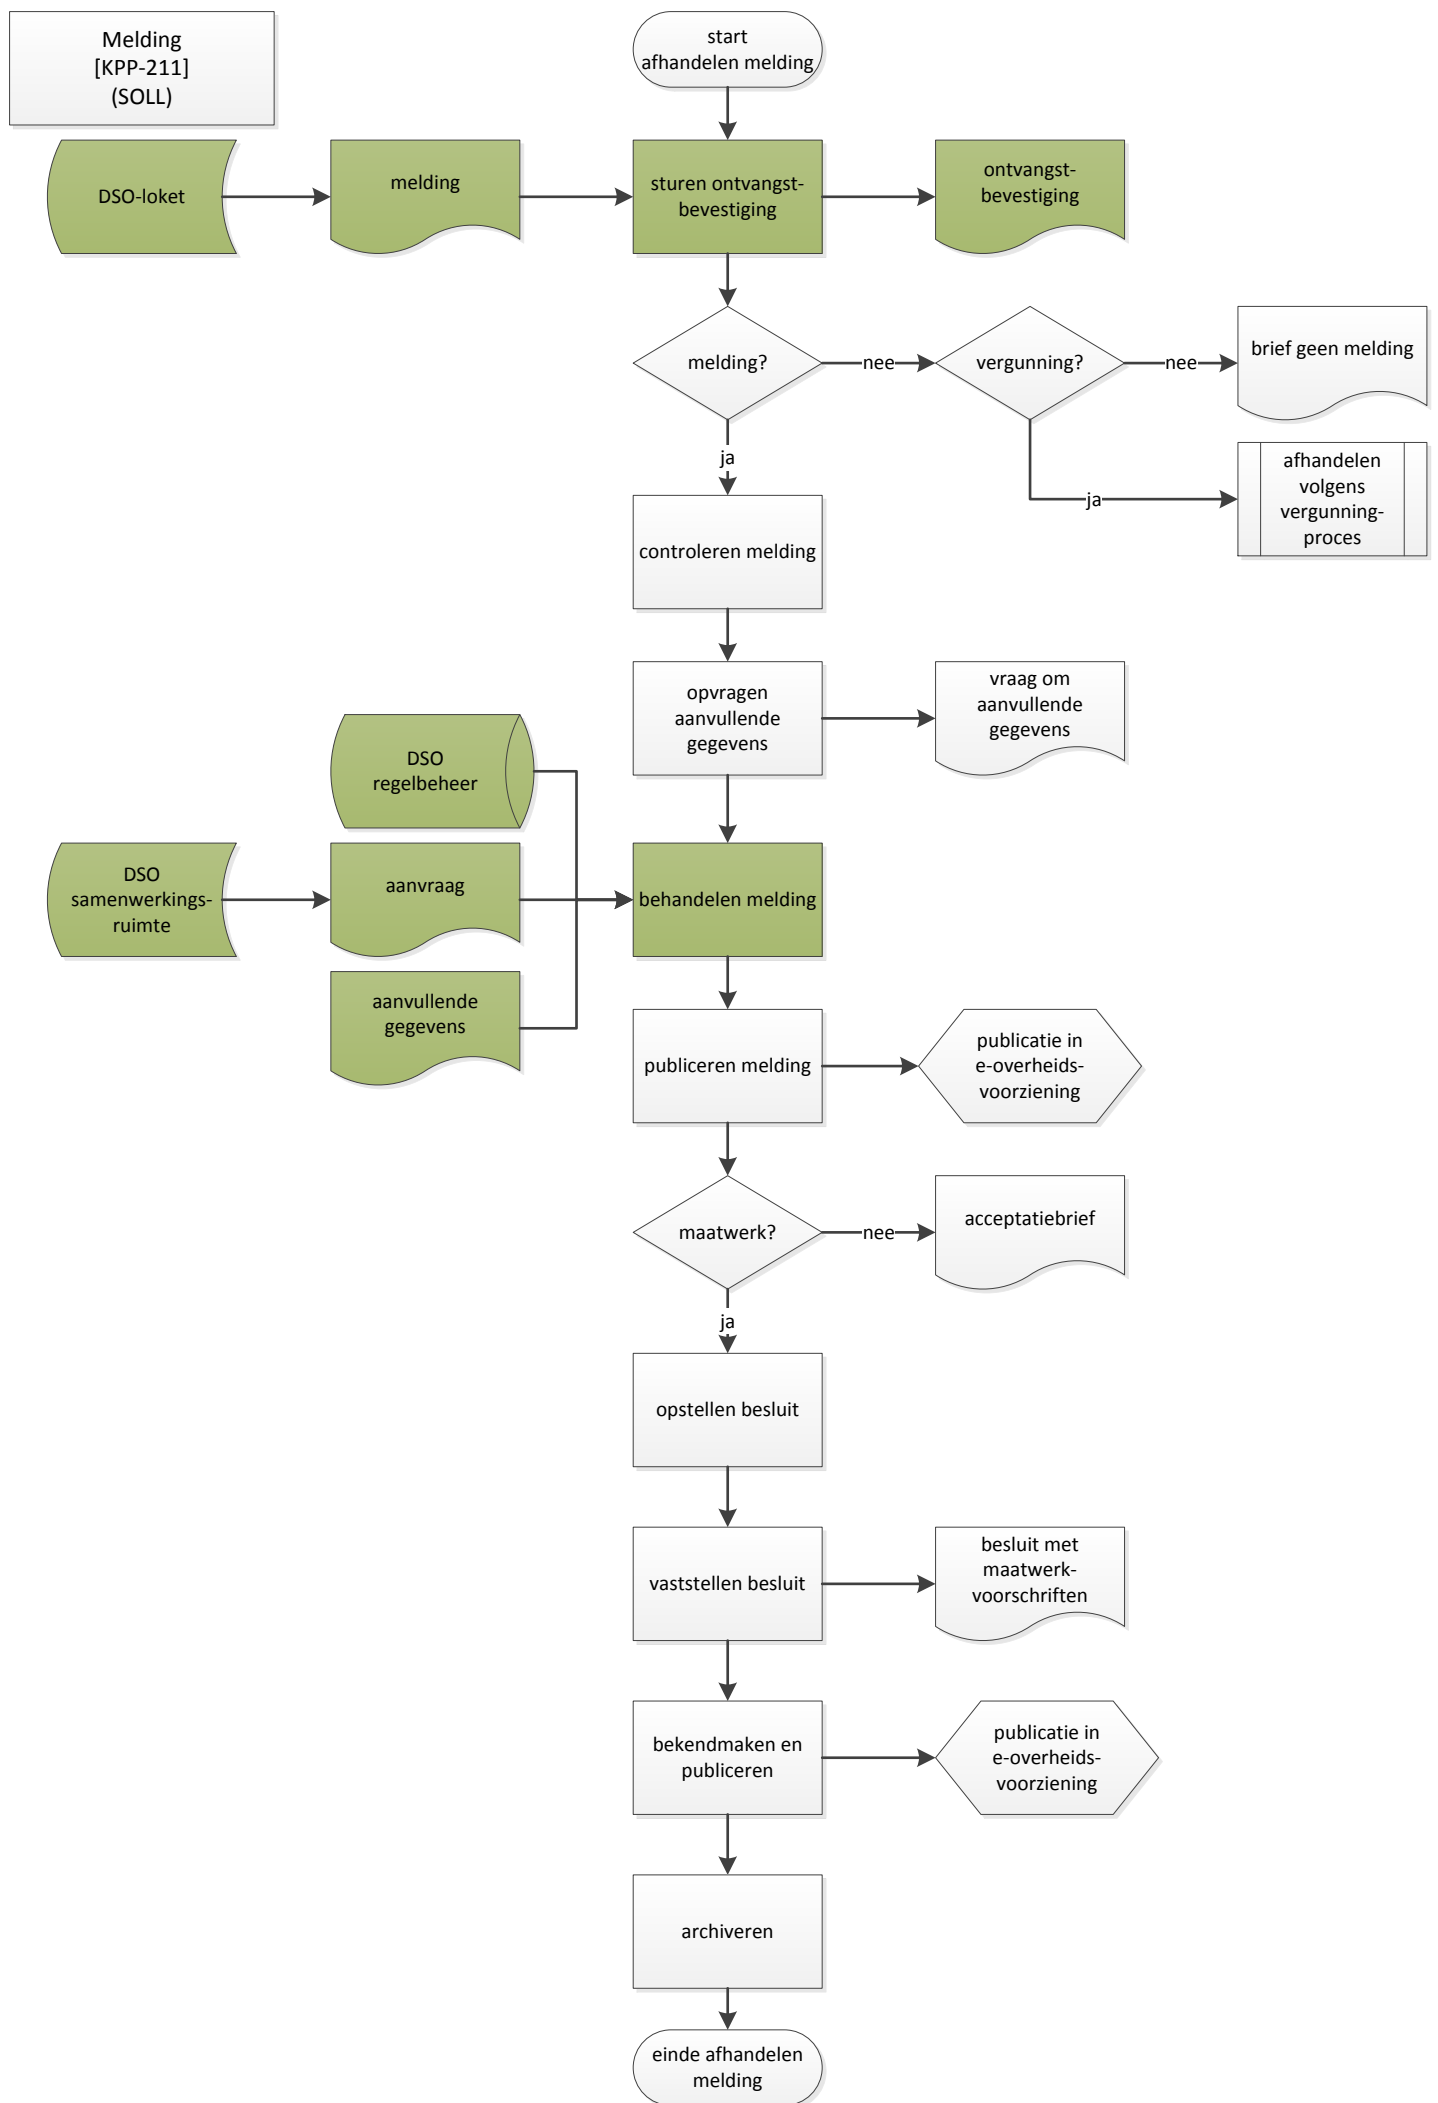 Melding
[KPP-211]
(SOLL)
start
afhandelen melding
DSO-loket
melding
sturen ontvangst-
bevestiging
ontvangst-
bevestiging
melding?
nee
vergunning?
nee
brief geen melding
ja
ja
afhandelen
volgens
vergunning-
proces
controleren melding
opvragen
aanvullende
gegevens
vraag om
aanvullende
gegevens
DSO
regelbeheer
DSO
samenwerkings-
ruimte
aanvraag
behandelen melding
aanvullende
gegevens
publiceren melding
publicatie in
e-overheids-
voorziening
maatwerk?
nee
acceptatiebrief
ja
opstellen besluit
vaststellen besluit
besluit met
maatwerk-
voorschriften
bekendmaken en
publiceren
publicatie in
e-overheids-
voorziening
archiveren
einde afhandelen
melding